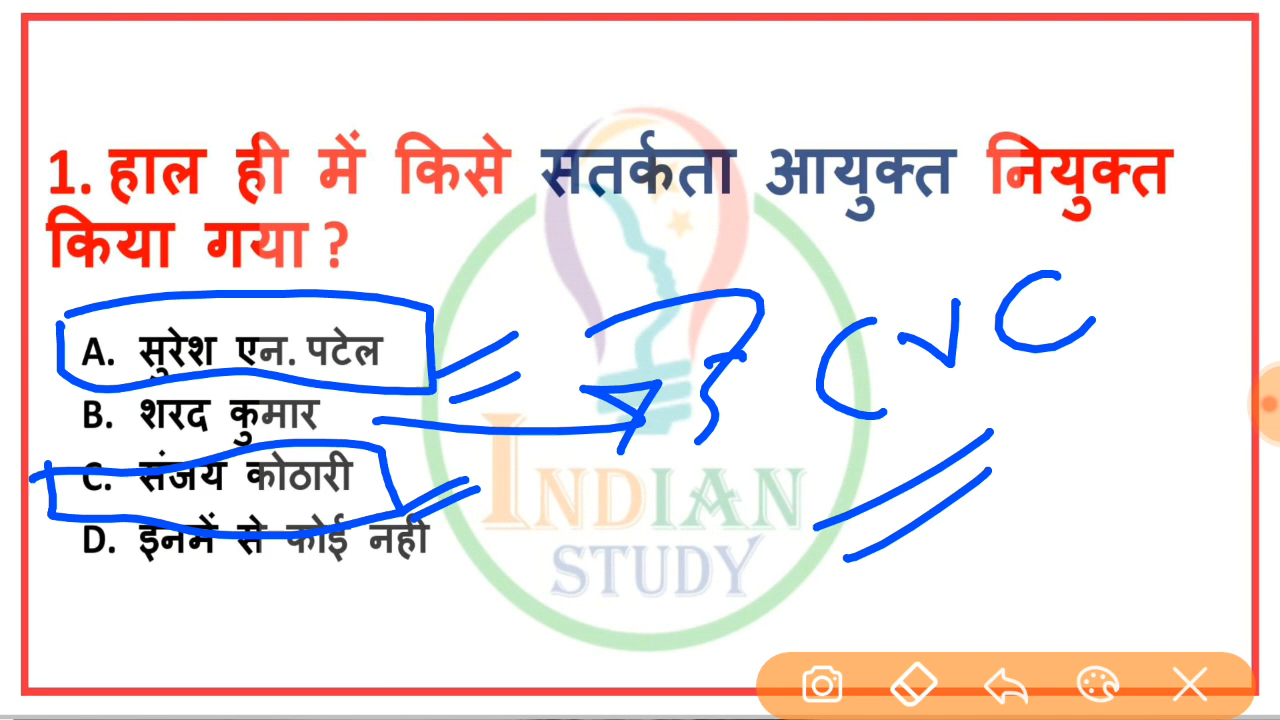 1. हाल ही में किसे सतर्कता आयुक्त नियुक्त
किया गया ?
A. सुरेश एन. पटेल
B. शरद कुमार
C. संजय कोठारी
D. इनमें से कोई नही
CVC
INDIAN
STUDY